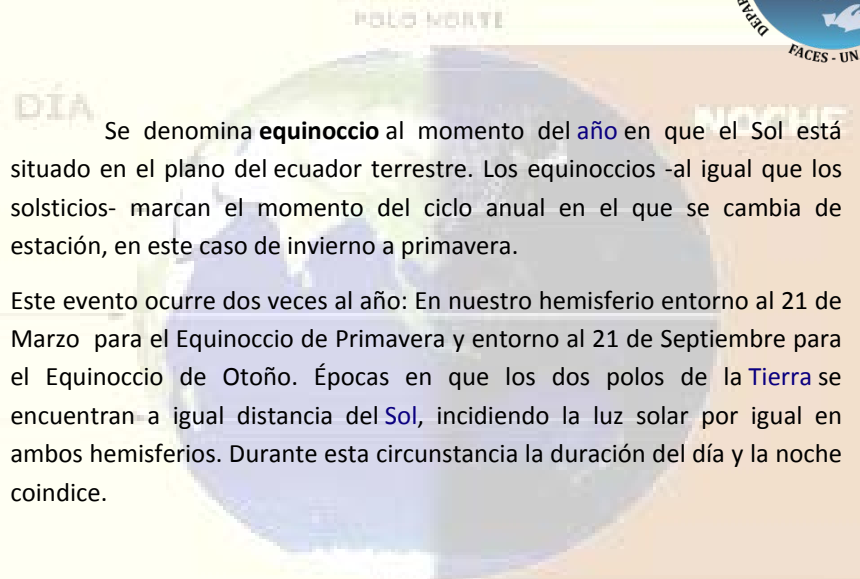 POLO NORTE
DEPAR
FACES - UN
DÍA
NOCHE
Se denomina equinoccio al momento del año en que el Sol está
situado en el plano del ecuador terrestre. Los equinoccios -al igual que los
solsticios- marcan el momento del ciclo anual en el que se cambia de
estación, en este caso de invierno a primavera.
Este evento ocurre dos veces al año: En nuestro hemisferio entorno al 21 de
Marzo para el Equinoccio de Primavera y entorno al 21 de Septiembre para
el Equinoccio de Otoño. Épocas en que los dos polos de la Tierra se
encuentran a igual distancia del Sol, incidiendo la luz solar por igual en
ambos hemisferios. Durante esta circunstancia la duración del día y la noche
coindice.